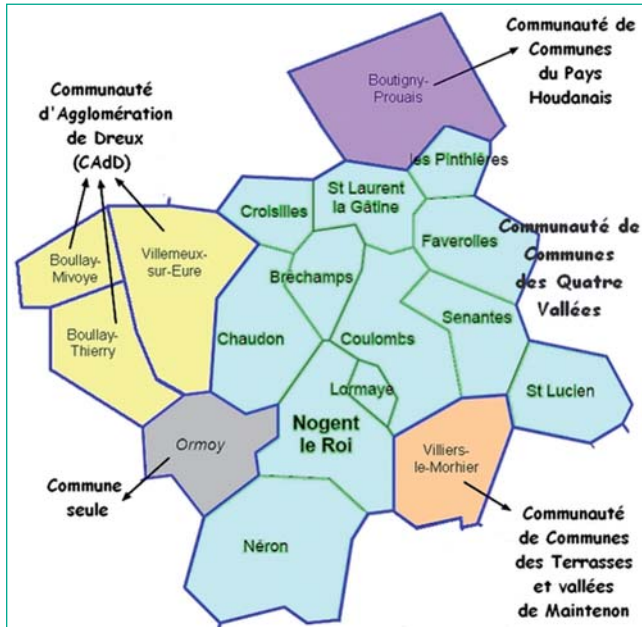 Communauté de
Communes
du Pays
Houdanais
Boutigny-
Prouais
Communauté
d'Agglomération
de Dreux
(CAdD)
les Pinthières
St Laurent
la Gâtine
Croisilles
Communauté de
Communes
des Quatre
Vallées
Faverolles
Villemeux-
sur-Eure
Boullay-
Mivoye
Bréchamps
Senantes
Boullay-
Thierry
Chaudon
Coulombs
Lormaye
St Lucien
Nogent
le Roi
Ormoy
Villiers-
le-Morhier
Commune
seule
Néron
Communauté
de Communes
des Terrasses
et vallées
de Maintenon